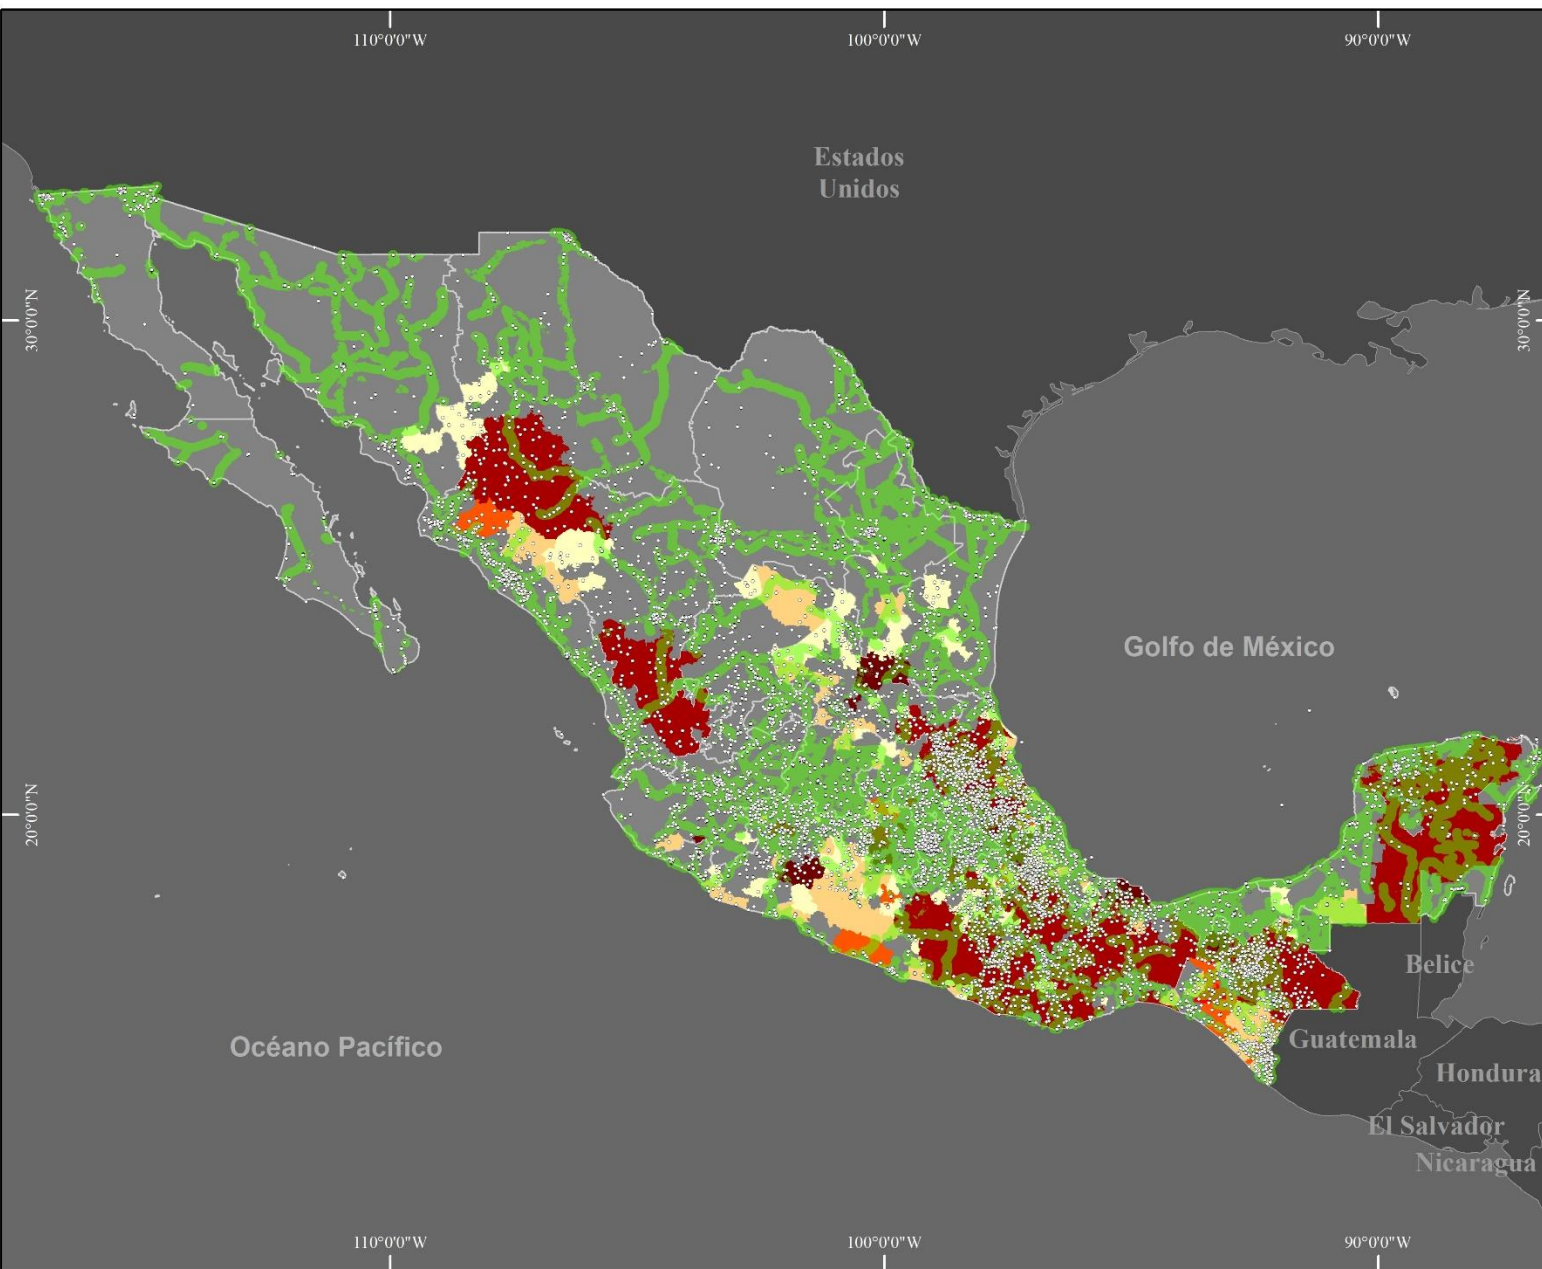 110°0'0"W
100°0'0"W
90°0'0"W
Estados
Unidos
30°0'0"N
30°0'0"N
Golfo de México
20°0'0"N
20°0'0"N
Belice
Océano Pacífico
Guatemala
Hondura
El Salvador
Nicaragua
110°0'0"W
100°0'0"W
90°0'0"W